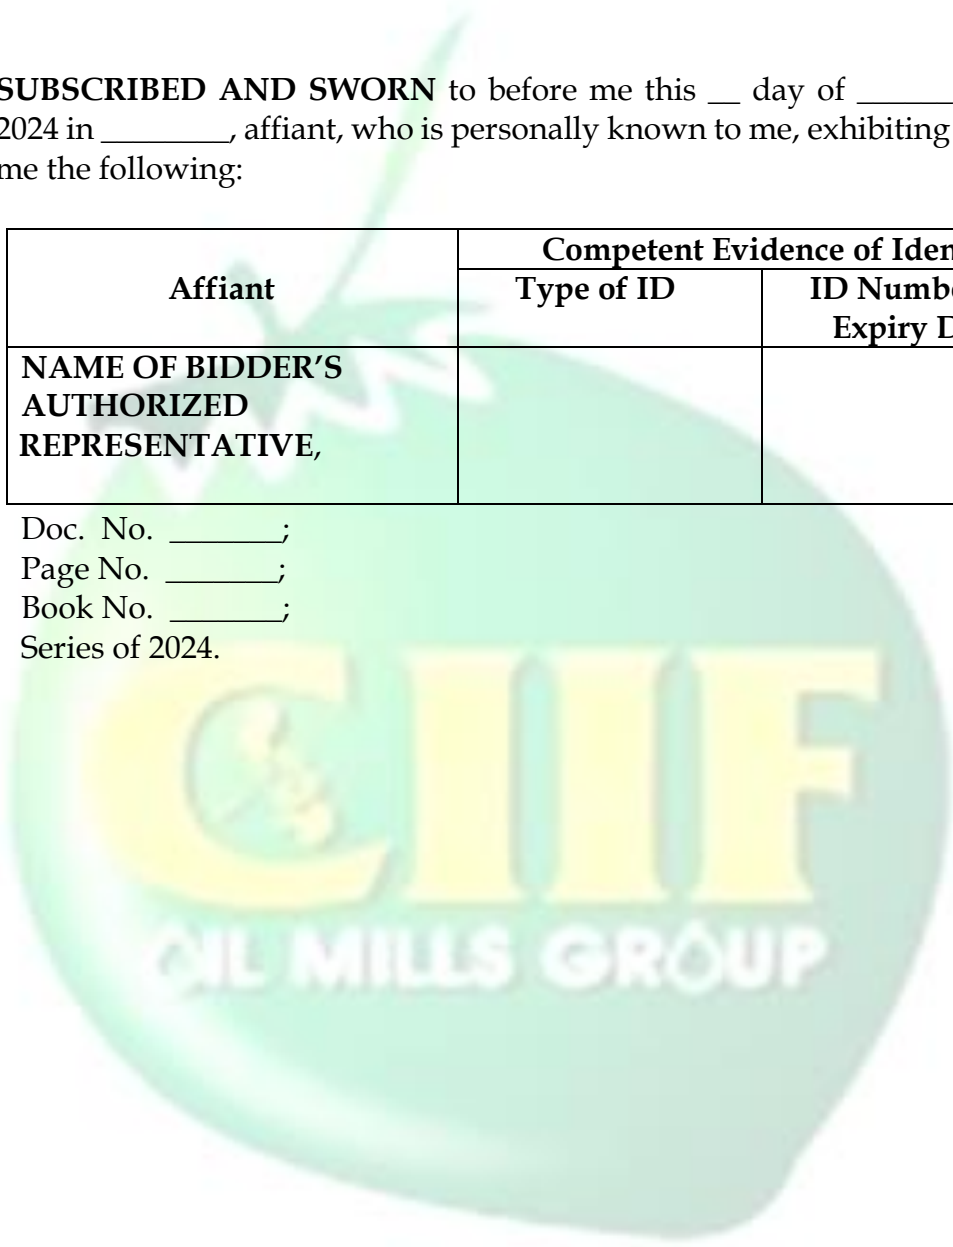 SUBSCRIBED AND SWORN to before me this __ day of ______
2024 in ________, affiant, who is personally known to me, exhibiting
me the following:
Affiant
Competent Evidence of Iden
Type of ID
ID Numbe
Expiry D
NAME OF BIDDER’S
AUTHORIZED
REPRESENTATIVE,
Doc.  No.  _______;
Page No.  _______;
Book No.  _______;
Series of 2024.
CIIF
OIL MILLS GROUP